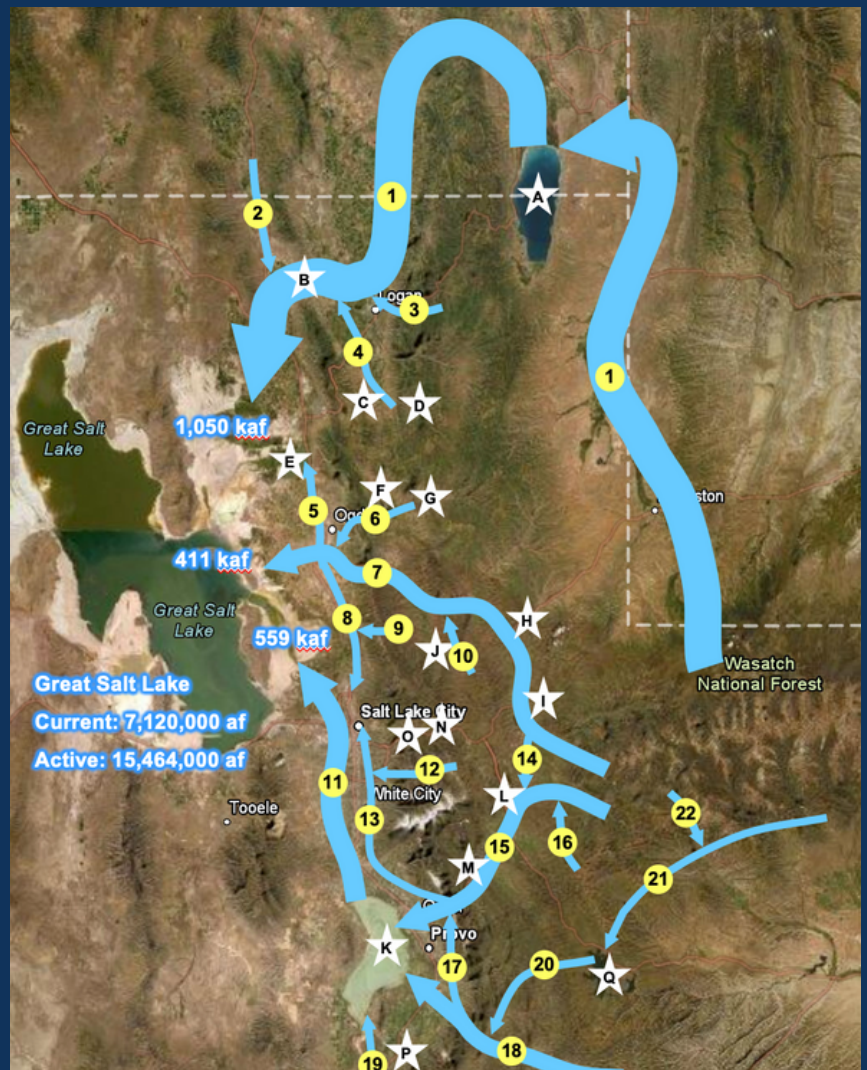 A
1
2
B
Logan
3
4
1
C
D
Great Salt
Lake
1,050 kaf
E
F
G
5
6
411 kaf
7
Great Salt
Lake
8
9
H
559 kaf
J
10
Wasatch
National Forest
Great Salt Lake
Current: 7,120,000 af
Active: 15,464,000 af
I
Salt Lake City
O
N
11
12
14
White City
L
Tooele
13
22
15
16
M
21
K
Provo
17
20
Q
18
19
P